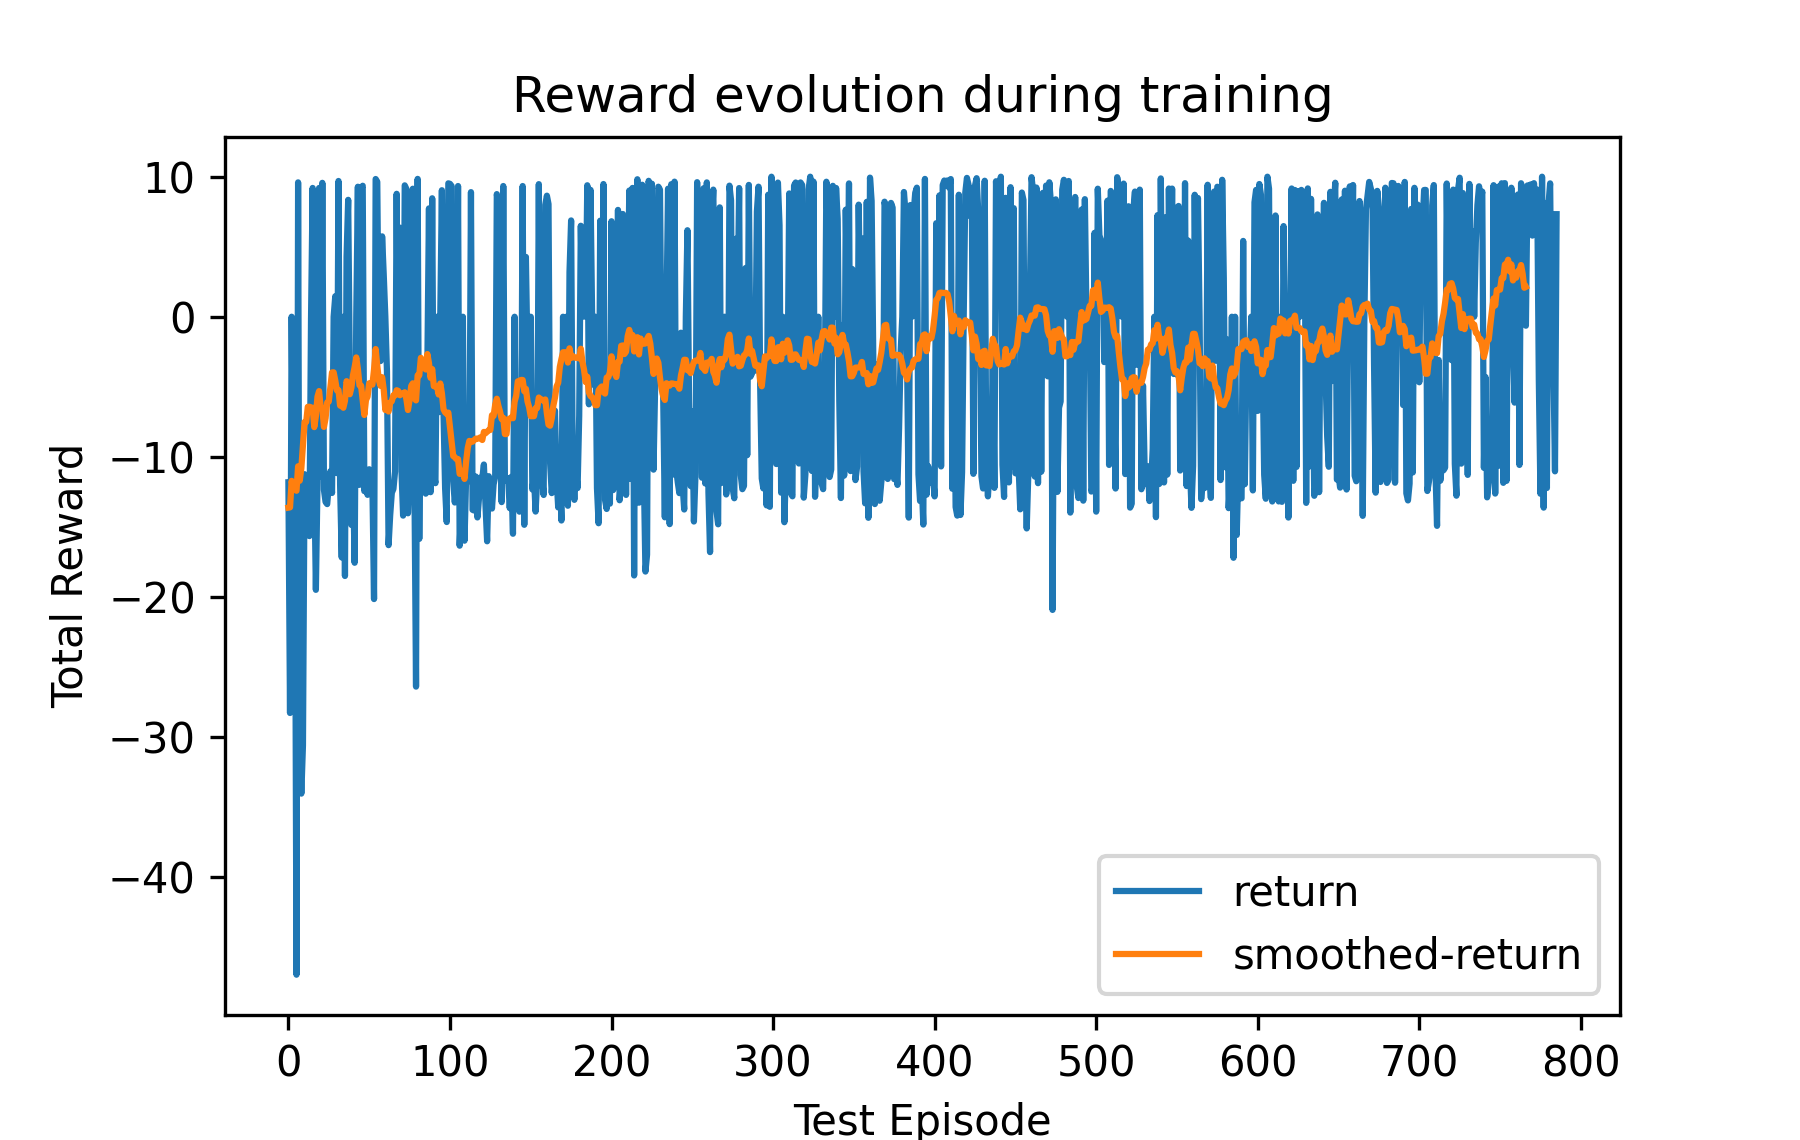 Reward evolution during training
10
0
−10
−20
−30
−40
Total Reward
return
smoothed-return
0 100 200 300 400 500 600 700 800
Test Episode